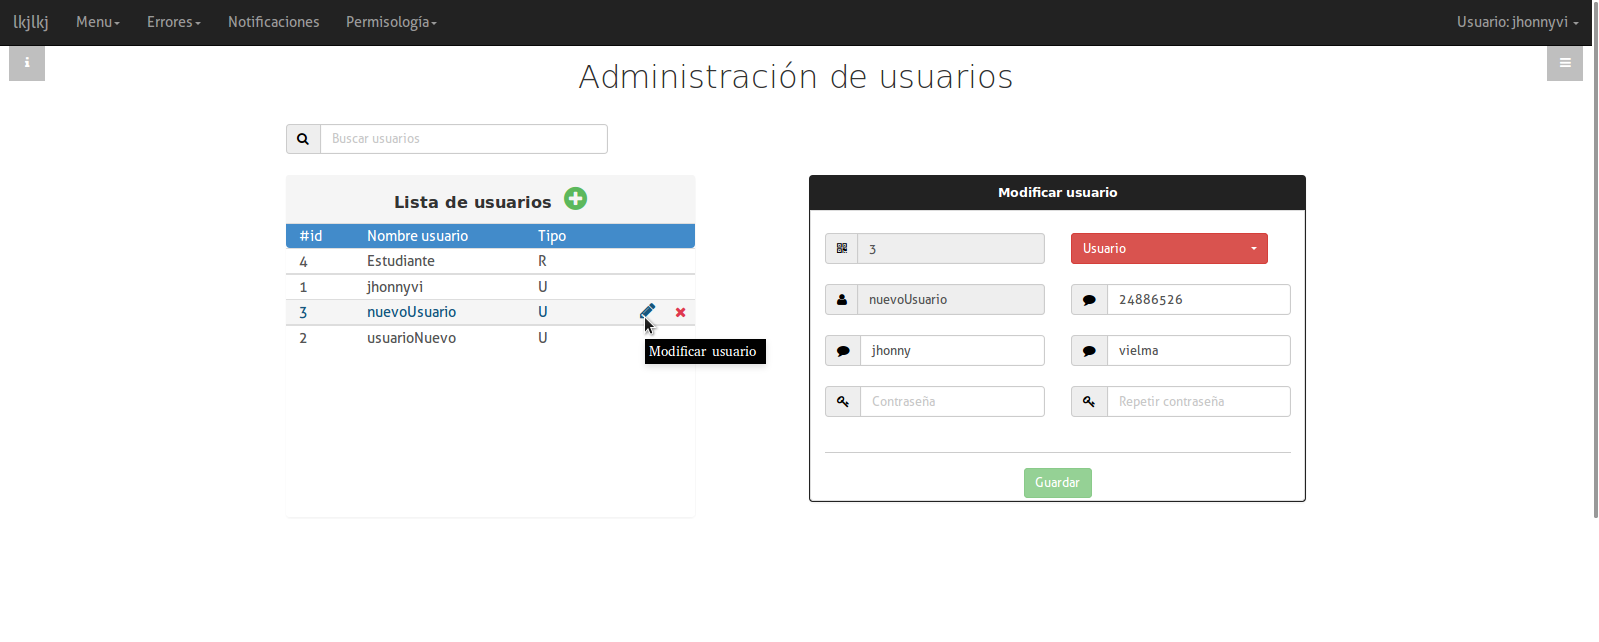 lkjlkj Menu Errores Notificaciones Permisología Usuario: jhonnyvi
i
Administración de usuarios
Buscar usuarios
Lista de usuarios
#id Nombre usuario Tipo
4 Estudiante R
1 jhonnyvi U
3 nuevoUsuario U
2 usuarioNuevo U
Modificar usuario
Modificar usuario
3 Usuario
nuevoUsuario 24886526
jhonny vielma
Contraseña Repetir contraseña
Guardar